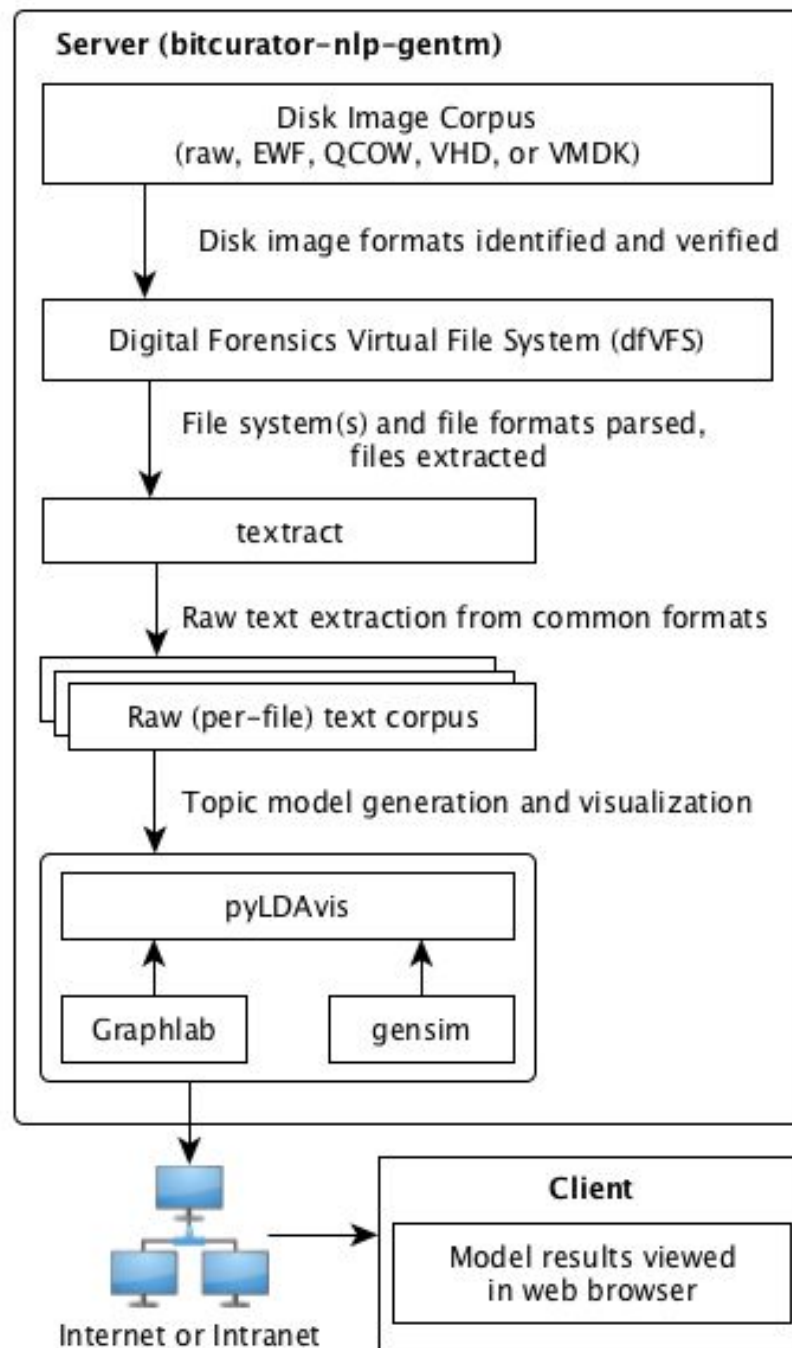 Server (bitcurator-nlp-gentm)
Disk Image Corpus
(raw, EWF, QCOW, VHD, or VMDK)
Disk image formats identified and verified
Digital Forensics Virtual File System (dfVFS)
File system(s) and file formats parsed,
files extracted
textract
Raw text extraction from common formats
Raw (per-file) text corpus
Topic model generation and visualization
pyLDAvis
Graphlab
gensim
Client
Model results viewed
in web browser
Internet or Intranet